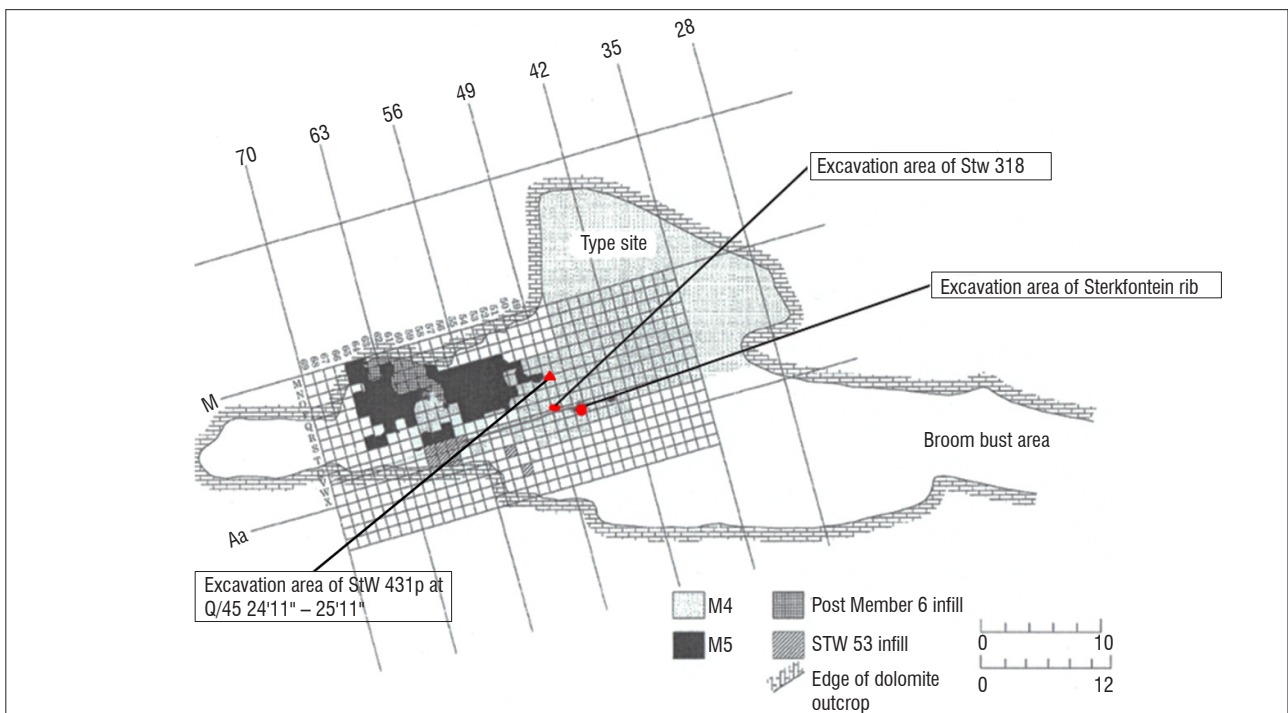 70
63
56
49
42
35
28
Excavation area of Stw 318
Type site
Excavation area of Sterkfontein rib
M
Broom bust area
Aa
Excavation area of StW 431p at
Q/45 24'11" – 25'11"
M4
Post Member 6 infill
M5
STW 53 infill
Edge of dolomite
outcrop
0 10
0 12